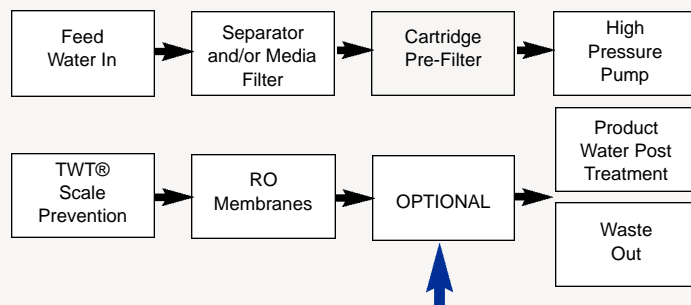 Feed
Water In
Separator
and/or Media
Filter
Cartridge
Pre-Filter
High
Pressure
Pump
TWT®
Scale
Prevention
RO
Membranes
OPTIONAL
Product
Water Post
Treatment
Waste
Out